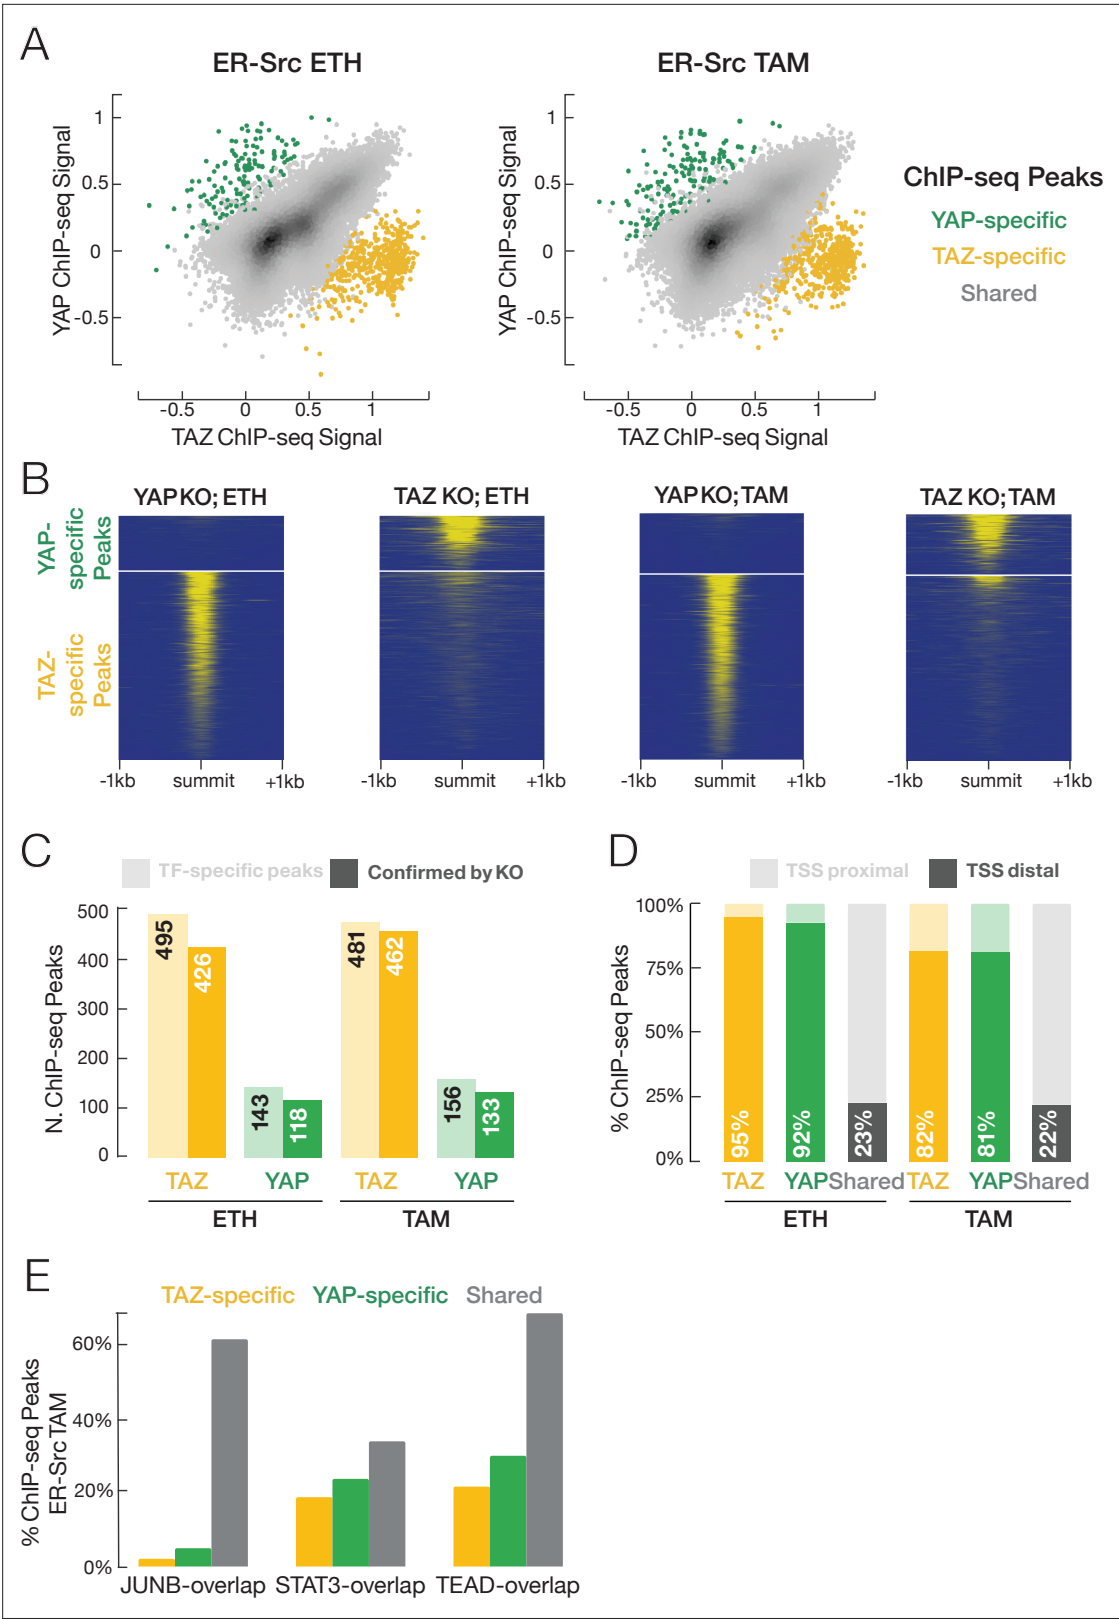 A
ER-Src ETH
ER-Src TAM
YAP ChIP-seq Signal
1
0.5
0
-0.5
-0.5
0
0.5
1
TAZ ChIP-seq Signal
YAP ChIP-seq Signal
1
0.5
0
-0.5
-0.5
0
0.5
1
TAZ ChIP-seq Signal
ChIP-seq Peaks
YAP-specific
TAZ-specific
Shared
B
YAP KO; ETH
TAZ KO; ETH
YAP KO; TAM
TAZ KO; TAM
YAP-
specific
Peaks
TAZ-
specific
Peaks
-1kb summit +1kb
-1kb summit +1kb
-1kb summit +1kb
-1kb summit +1kb
C
TF-specific peaks
Confirmed by KO
N. ChIP-seq Peaks
500
400
300
200
100
0
495
426
143
118
481
462
156
133
TAZ
YAP
TAZ
YAP
ETH
TAM
D
TSS proximal
TSS distal
% ChIP-seq Peaks
100%
75%
50%
25%
0%
95%
92%
23%
82%
81%
22%
TAZ
YAP
Shared
TAZ
YAP
Shared
ETH
TAM
E
TAZ-specific
YAP-specific
Shared
% ChIP-seq Peaks
ER-Src TAM
60%
40%
20%
0%
JUNB-overlap
STAT3-overlap
TEAD-overlap